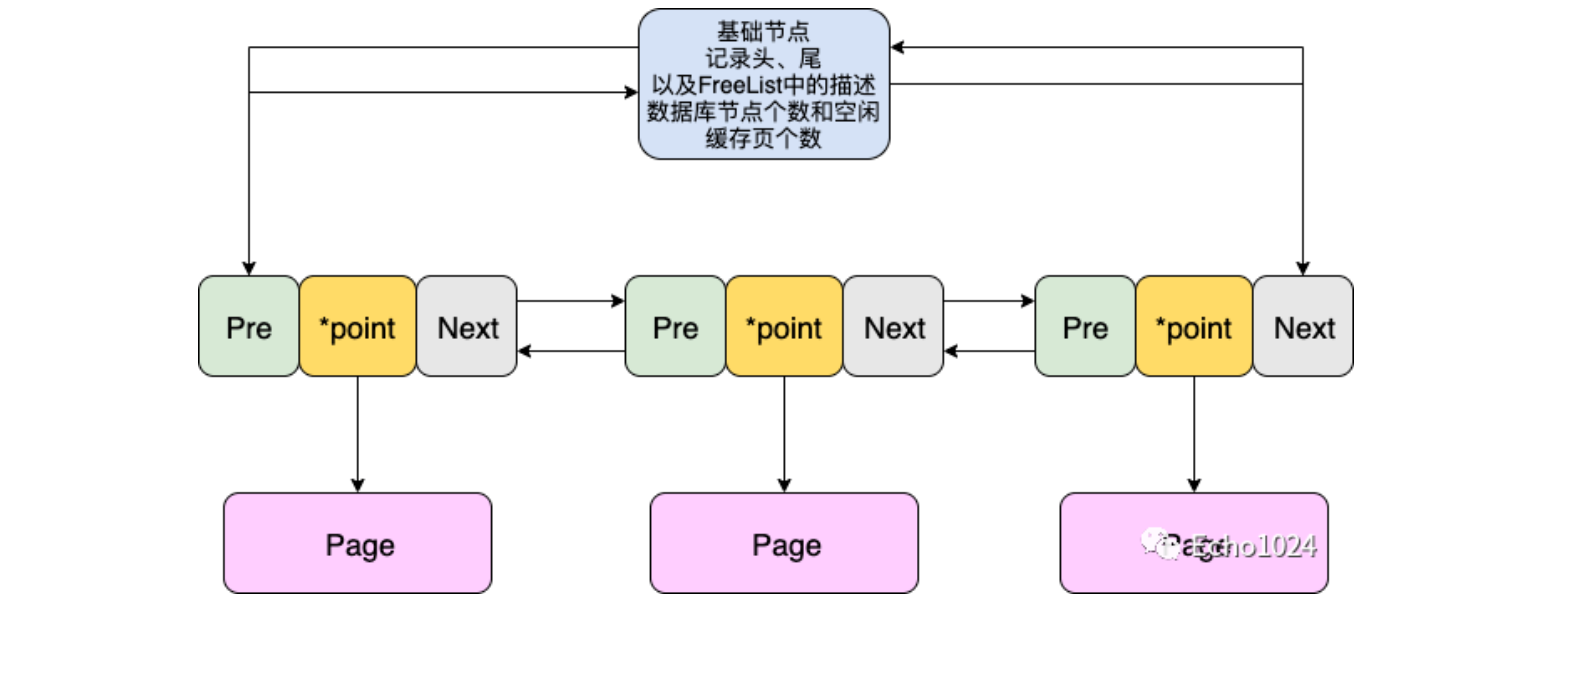 基础节点
记录头、尾
以及FreeList中的描述
数据库节点个数和空闲
缓存页个数
Pre *point Next Pre *point Next Pre *point Next
Page Page Page
Echo1024